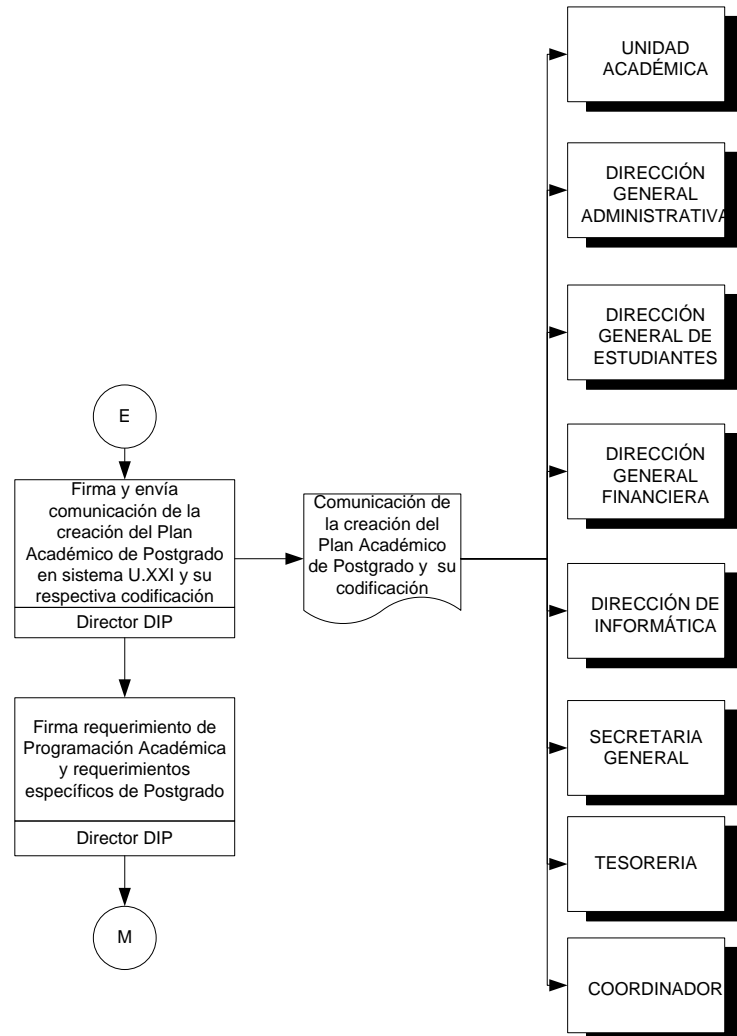 E
Firma y envía
comunicación de la
creación del Plan
Académico de Postgrado
en sistema U.XXI y su
respectiva codificación
Director DIP
Firma requerimiento de
Programación Académica
y requerimientos
específicos de Postgrado
Director DIP
M
Comunicación de
la creación del
Plan Académico
de Postgrado y su
codificación
UNIDAD
ACADÉMICA
DIRECCIÓN
GENERAL
ADMINISTRATIVA
DIRECCIÓN
GENERAL DE
ESTUDIANTES
DIRECCIÓN
GENERAL
FINANCIERA
DIRECCIÓN DE
INFORMÁTICA
SECRETARIA
GENERAL
TESORERIA
COORDINADOR